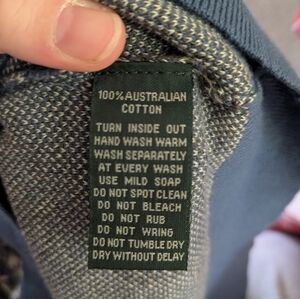 100% AUSTRALIAN
COTTON
TURN INSIDE OUT
HAND WASH WARM
WASH SEPARATELY
AT EVERY WASH
USE MILD SOAP
DO NOT SPOT CLEAN
DO NOT BLEACH
DO NOT RUB
DO NOT WRING
DO NOT TUMBLE DRY
DRY WITHOUT DELAY